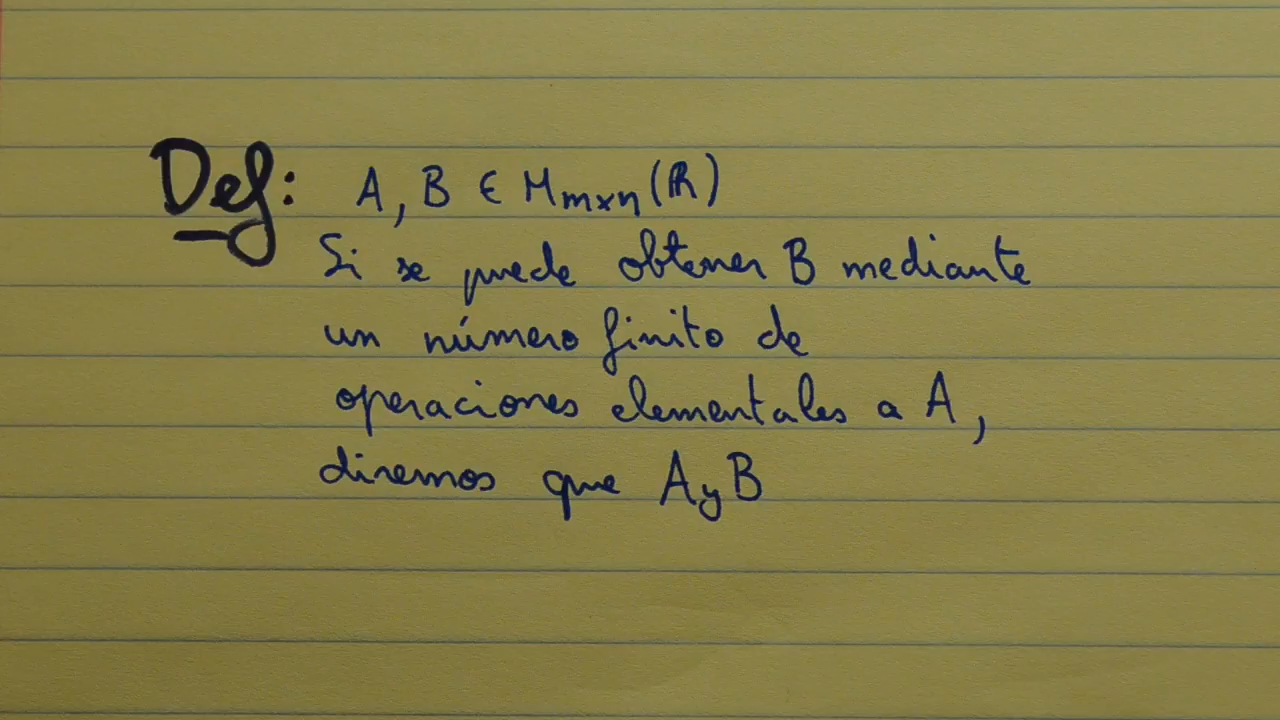 Def: A, B ∈ Mmxn(ℝ)
Si se puede obtener B mediante
un número finito de
operaciones elementales a A,
diremos que A y B